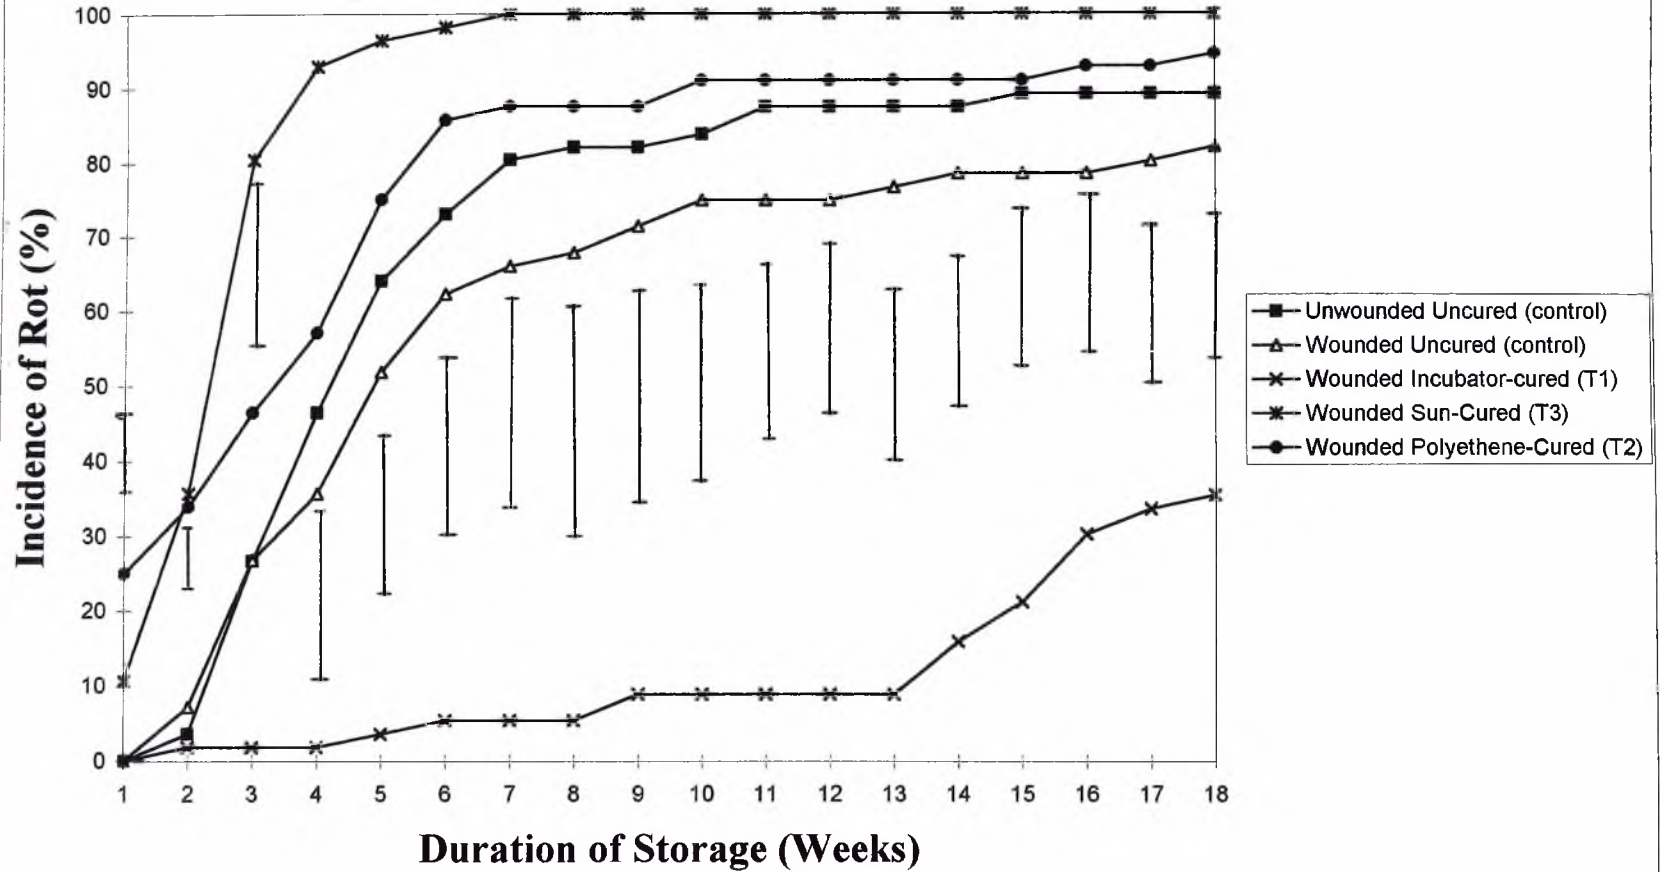 Incidence of Rot (%)
100
90
80
70
60
50
40
30
20
10
0
1 2 3 4 5 6 7 8 9 10 11 12 13 14 15 16 17 18
Duration of Storage (Weeks)
Unwounded Uncured (control)
Wounded Uncured (control)
Wounded Incubator-cured (T1)
Wounded Sun-Cured (T3)
Wounded Polyethene-Cured (T2)